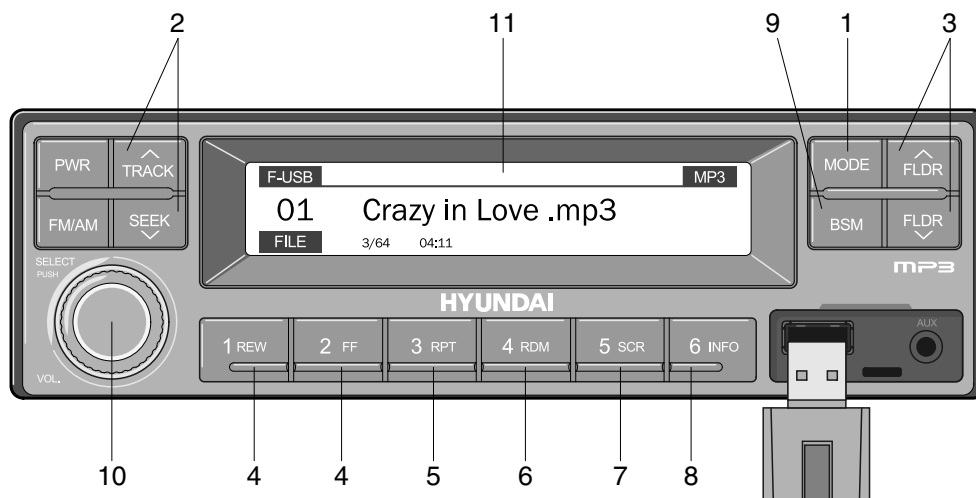 2 11 9 1 3
PWR TRACK
FM/AM SEEK
SELECT
PUSH
VOL.
F-USB MP3
01 Crazy in Love .mp3
FILE 3/64 04:11
MODE FLDR
BSM FLDR
MP3
HYUNDAI
1 REW 2 FF 3 RPT 4 RDM 5 SCR 6 INFO
AUX
10 4 4 5 6 7 8